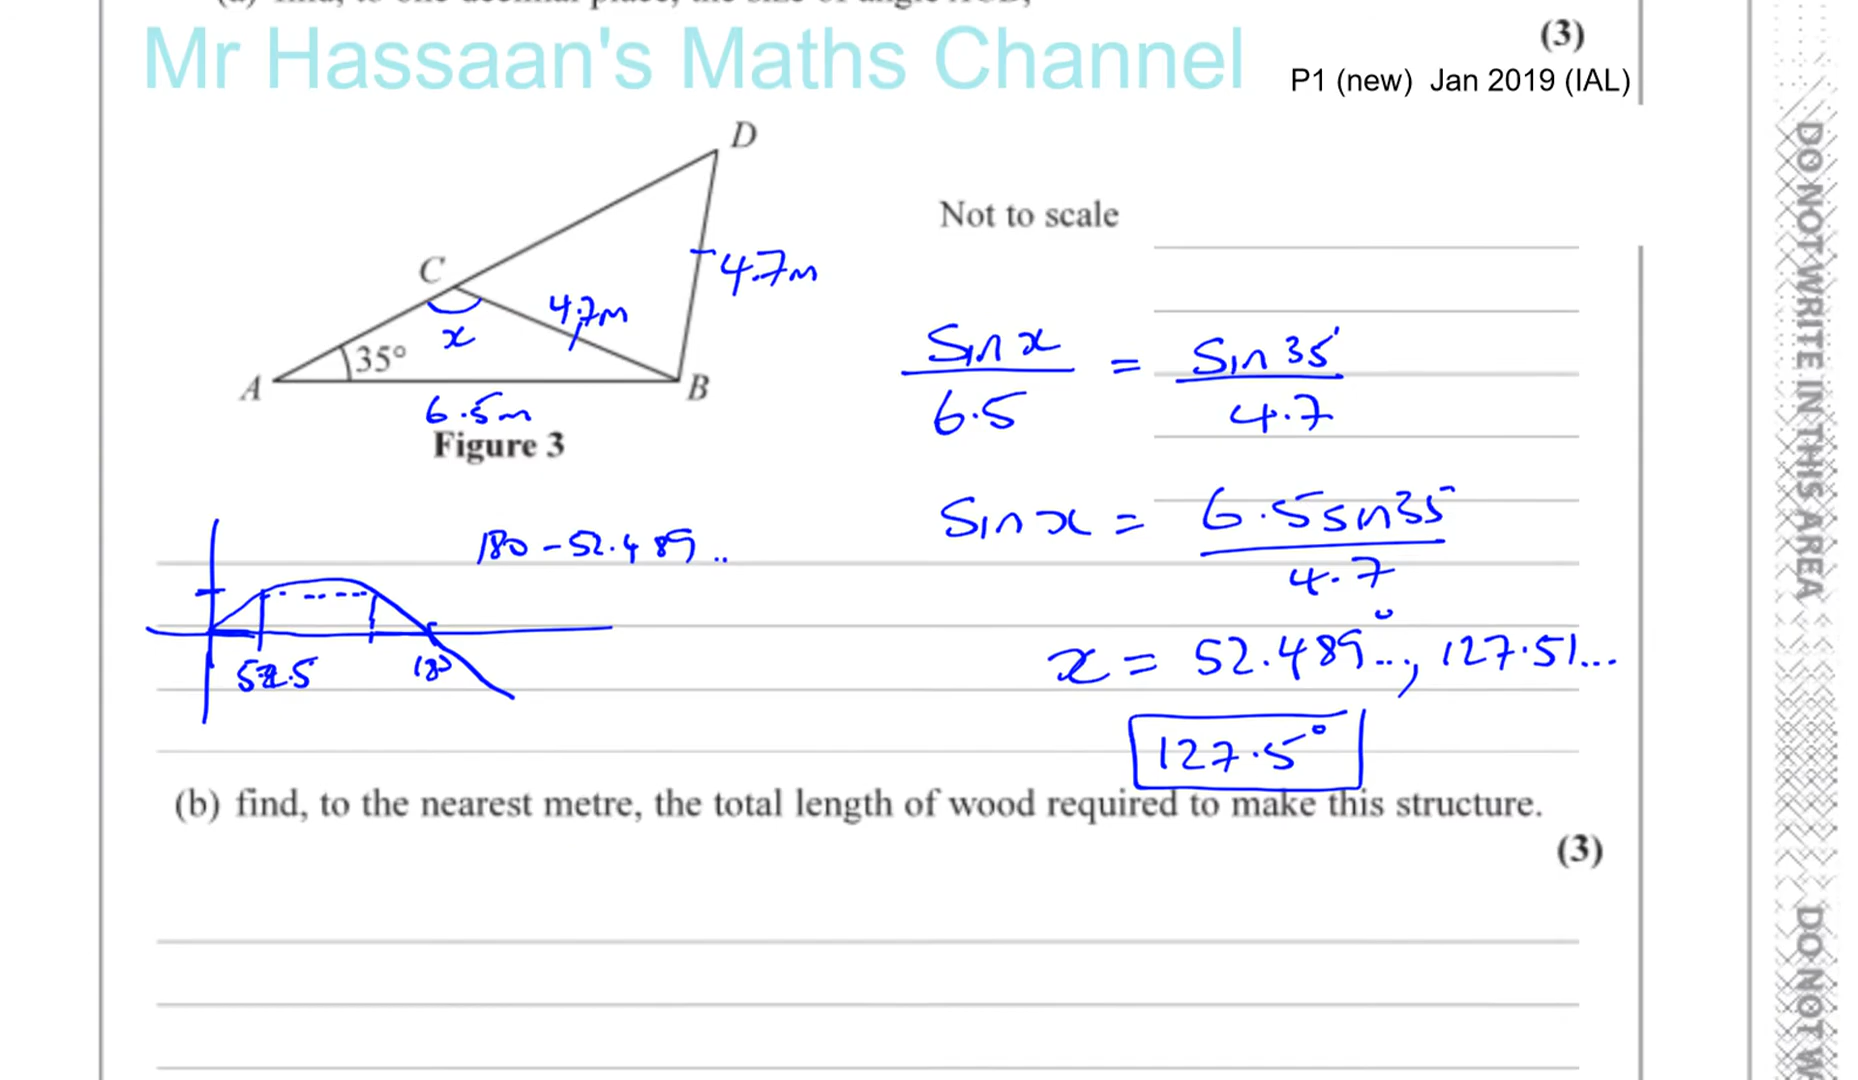 Mr Hassaan's Maths Channel
(3)
P1 (new) Jan 2019 (IAL)
D
Not to scale
C
4.7m
4.7m
x
35°
A
B
6.5m
Figure 3
Sin x / 6.5 = Sin 35° / 4.7
Sin x = 6.5 sin 35° / 4.7
180 - 52.489..
x = 52.489°..., 127.51...
52.5
180
127.5°
(b) find, to the nearest metre, the total length of wood required to make this structure.
(3)
DO NOT WRITE IN THIS AREA
DO NOT W